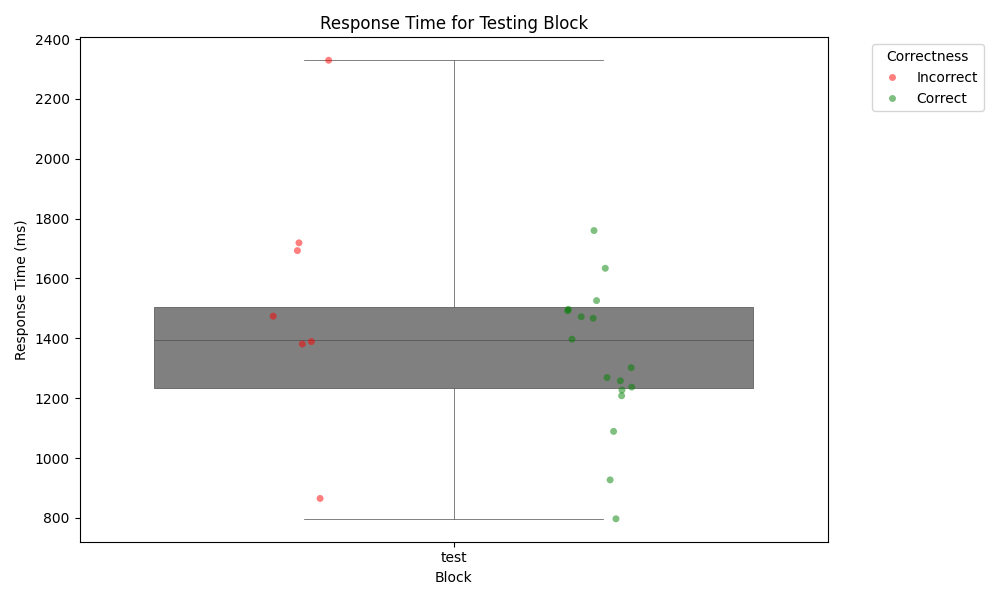 Response Time for Testing Block
Correctness
Incorrect
Correct
Response Time (ms)
2400
2200
2000
1800
1600
1400
1200
1000
800
test
Block